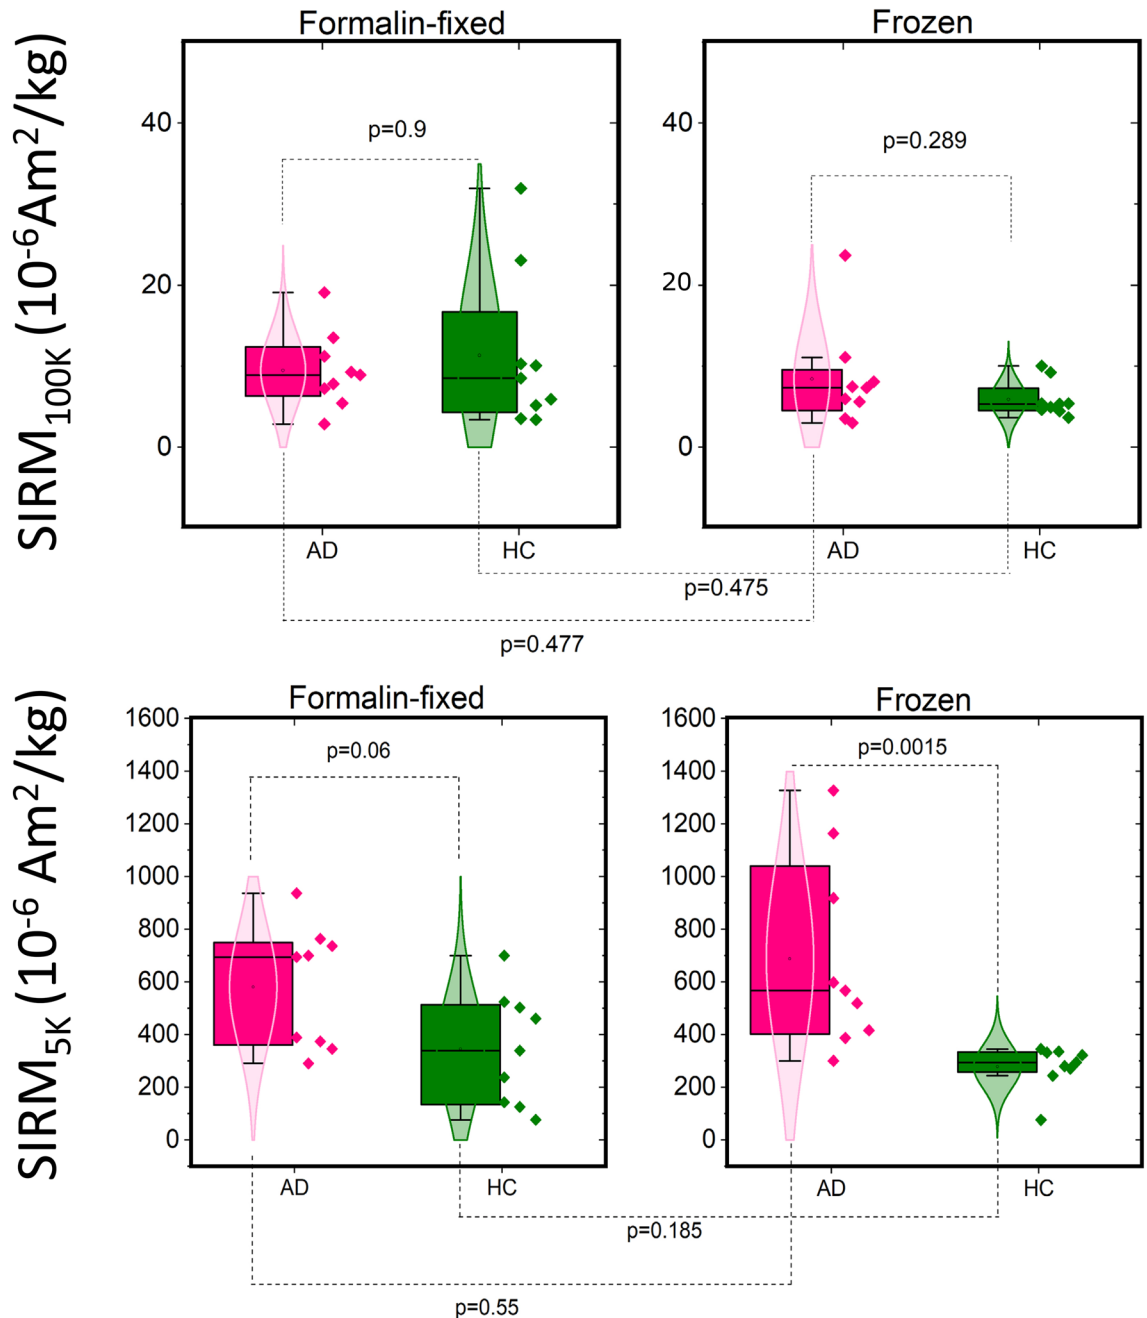 Formalin-fixed
Frozen
SIRM100K (10-6Am2/kg)
40
20
0
p=0.9
AD
HC
40
20
0
p=0.289
AD
HC
p=0.475
p=0.477
Formalin-fixed
Frozen
SIRM5K (10-6 Am2/kg)
1600
1400
1200
1000
800
600
400
200
0
p=0.06
AD
HC
1600
1400
1200
1000
800
600
400
200
0
p=0.0015
AD
HC
p=0.185
p=0.55